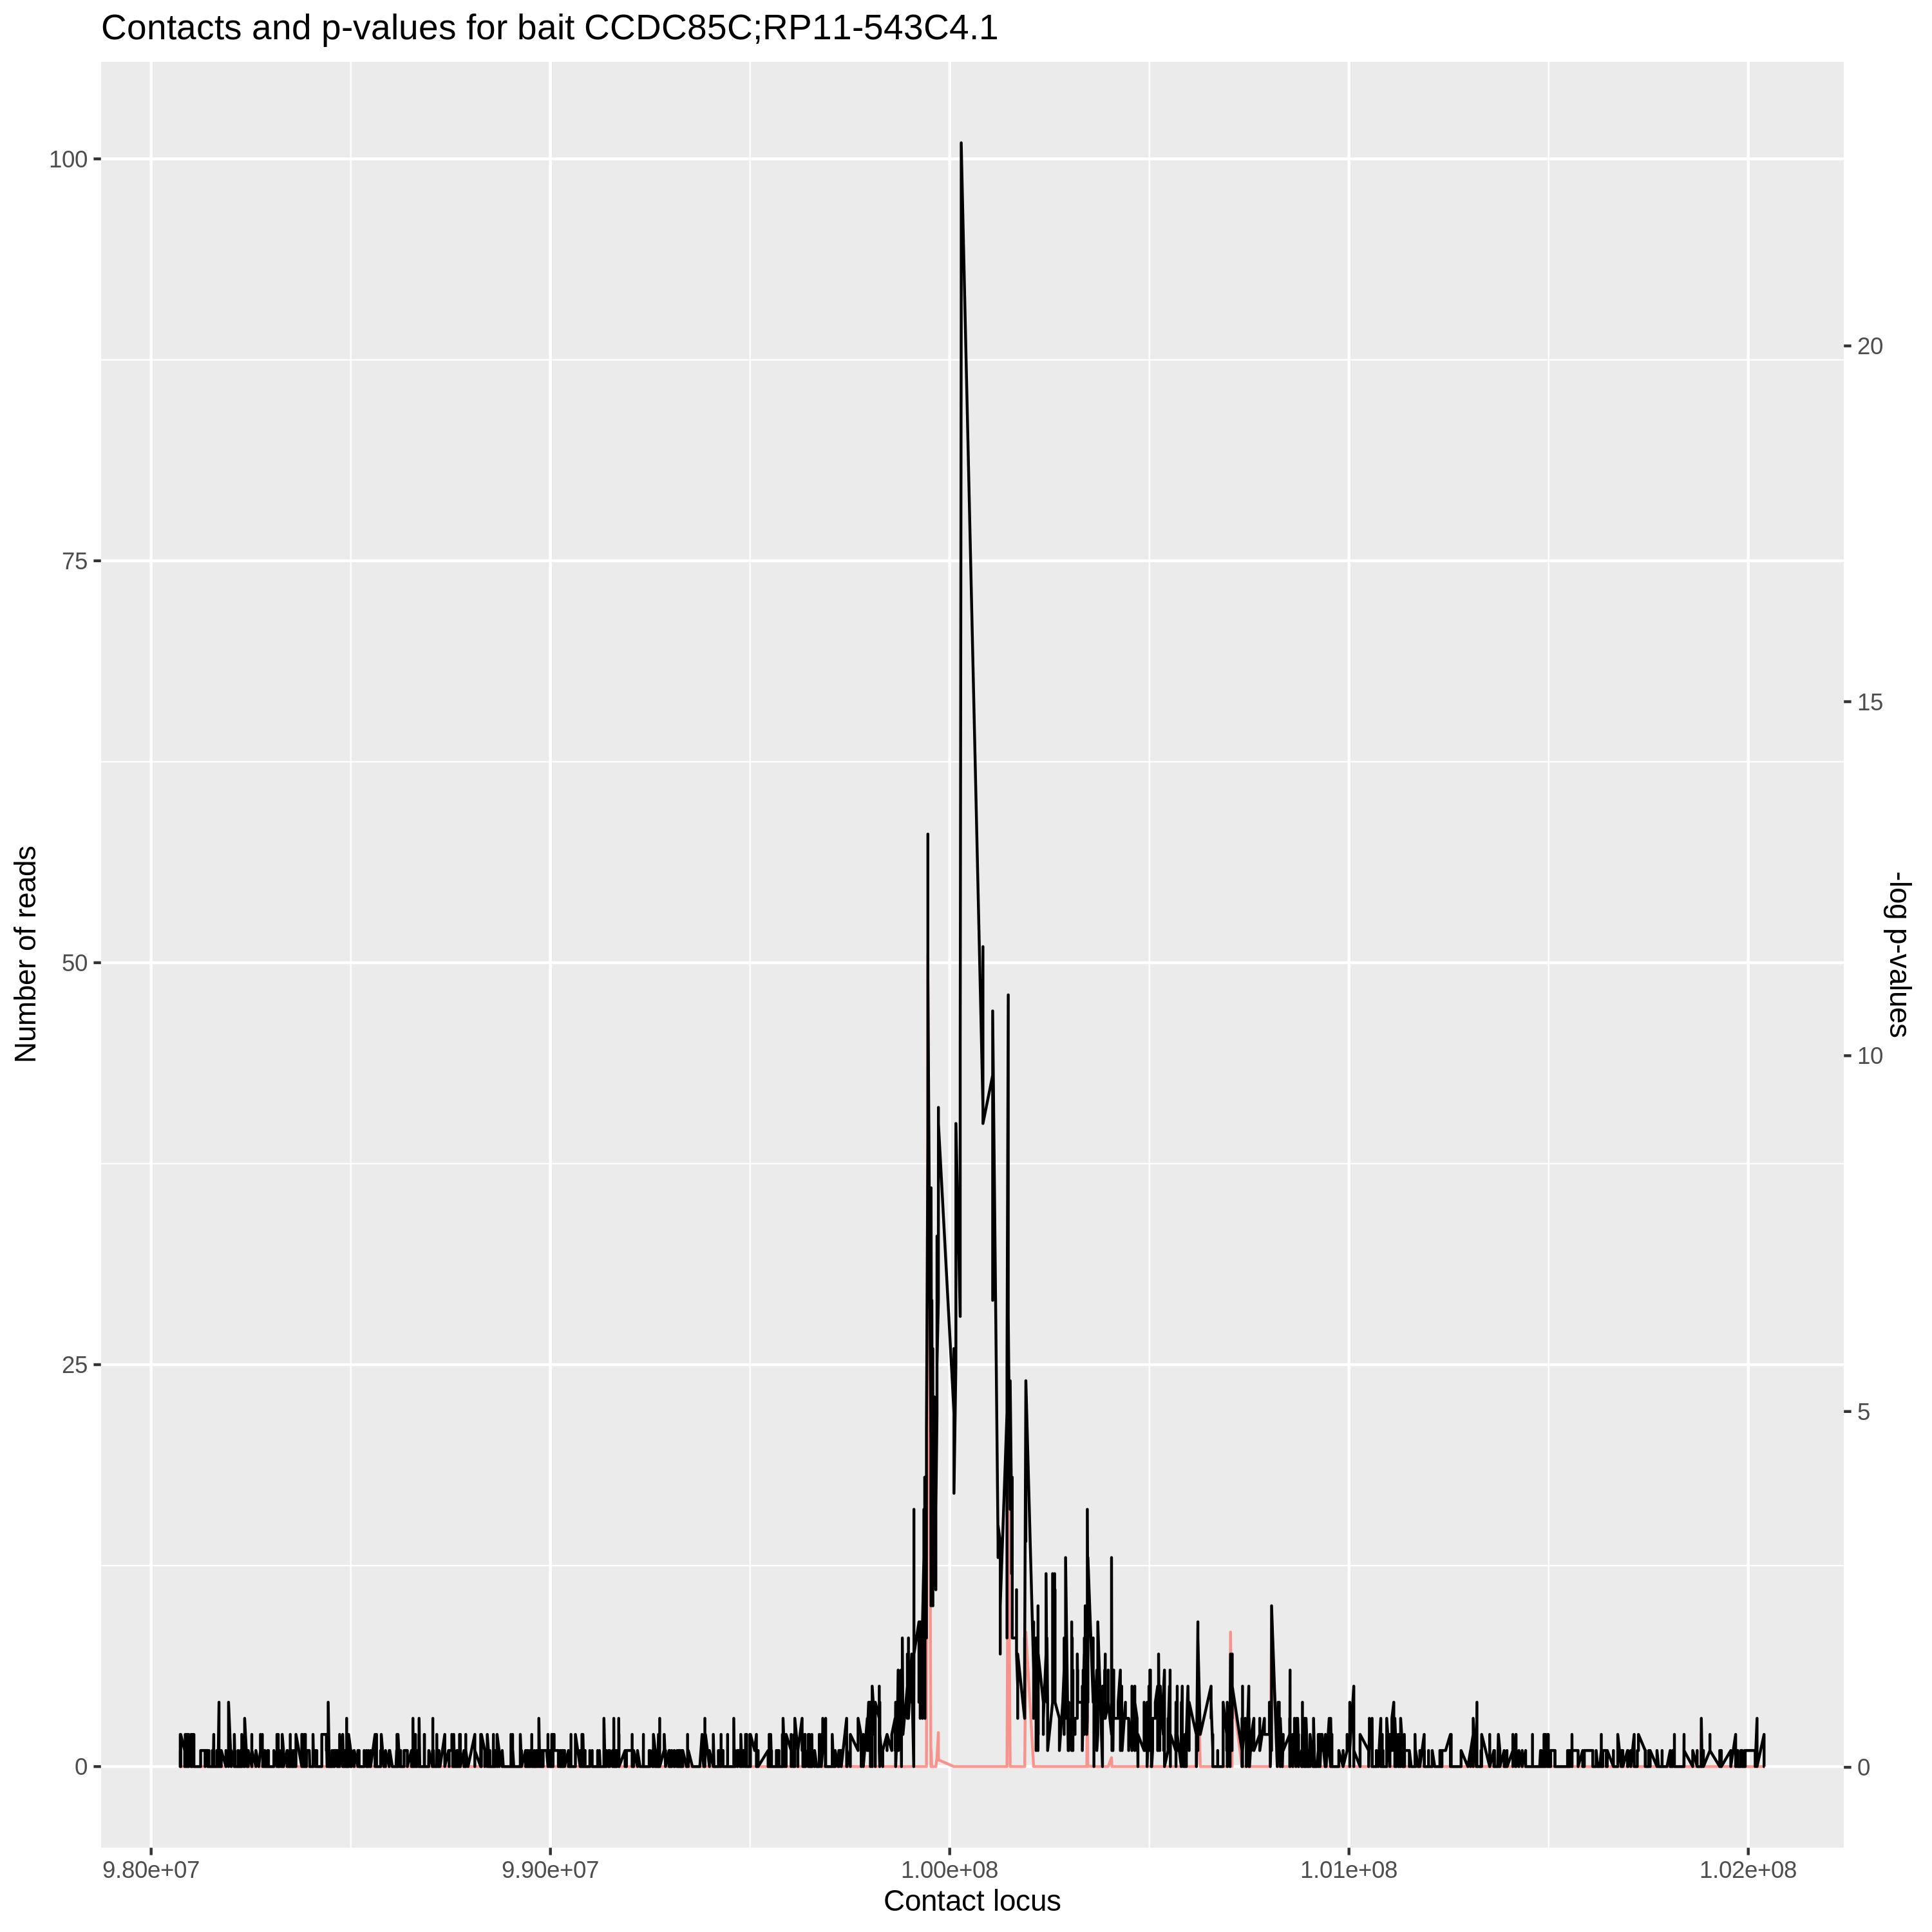 Contacts and p-values for bait CCDC85C;RP11-543C4.1
100
75
50
25
0
Number of reads
20
15
10
5
0
-log p-values
9.80e+07 9.90e+07 1.00e+08 1.01e+08 1.02e+08
Contact locus